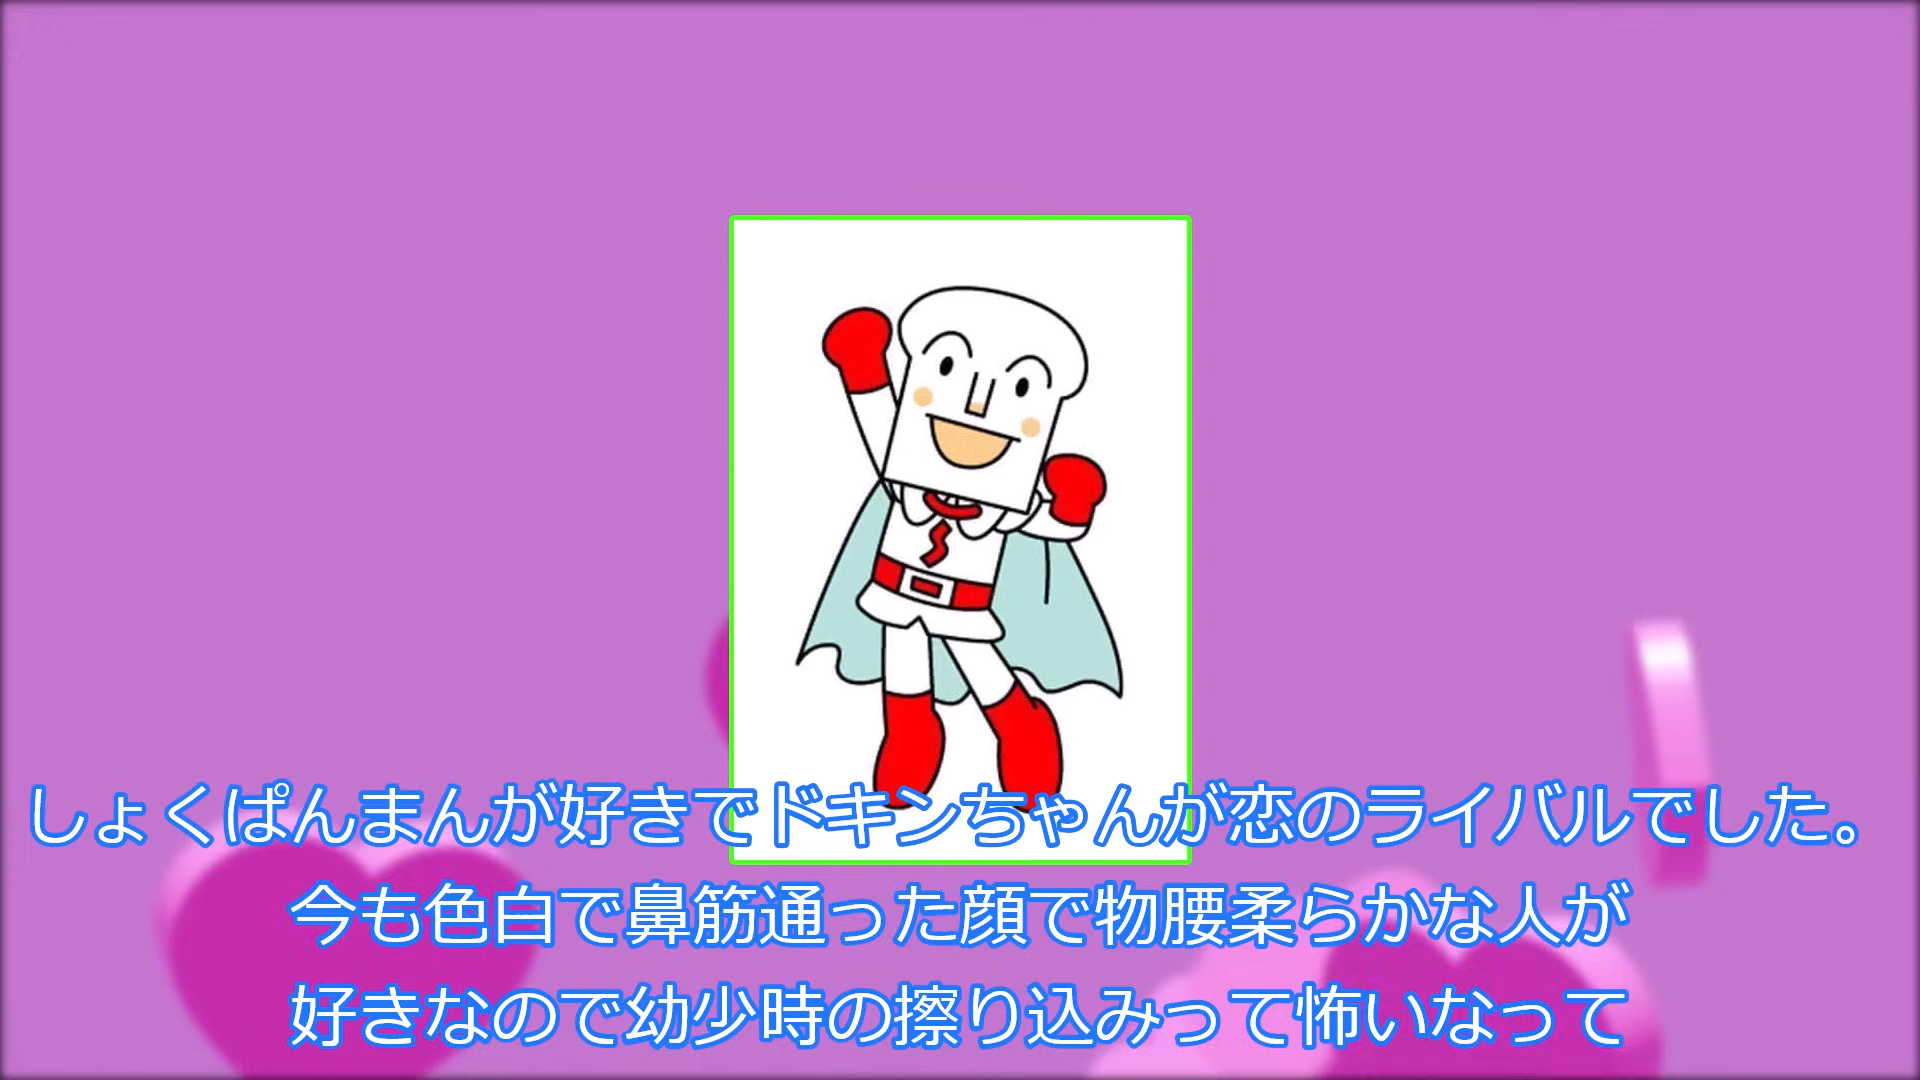 しょくぱんまんが好きでドキンちゃんが恋のライバルでした。
今も色白で鼻筋通った顔で物腰柔らかな人が
好きなので幼少時の擦り込みって怖いなって